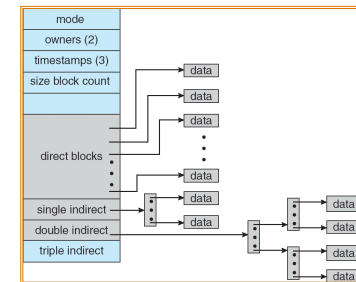 mode
owners (2)
timestamps (3)
size block count
direct blocks
single indirect
double indirect
triple indirect
data
data
data
data
data
data
data
data
data
data